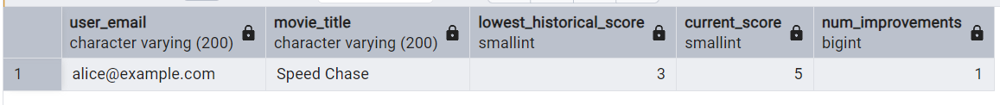 user_email movie_title lowest_historical_score current_score num_improvements
character varying (200) character varying (200) smallint smallint bigint
1 alice@example.com Speed Chase 3 5 1